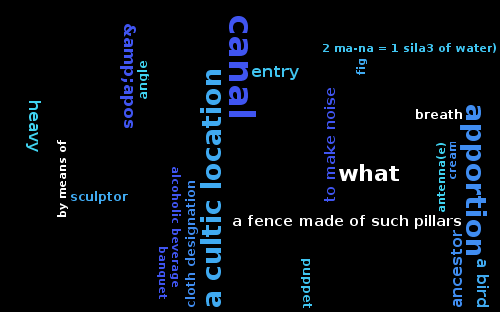 canal
&amp;apos
2 ma-na = 1 sila3 of water)
angle
fig
entry
a cultic location
to make noise
heavy
breath
apportion
by means of
antenna(e)
cream
what
alcoholic beverage
cloth designation
sculptor
a fence made of such pillars
ancestor
banquet
puppet
a bird